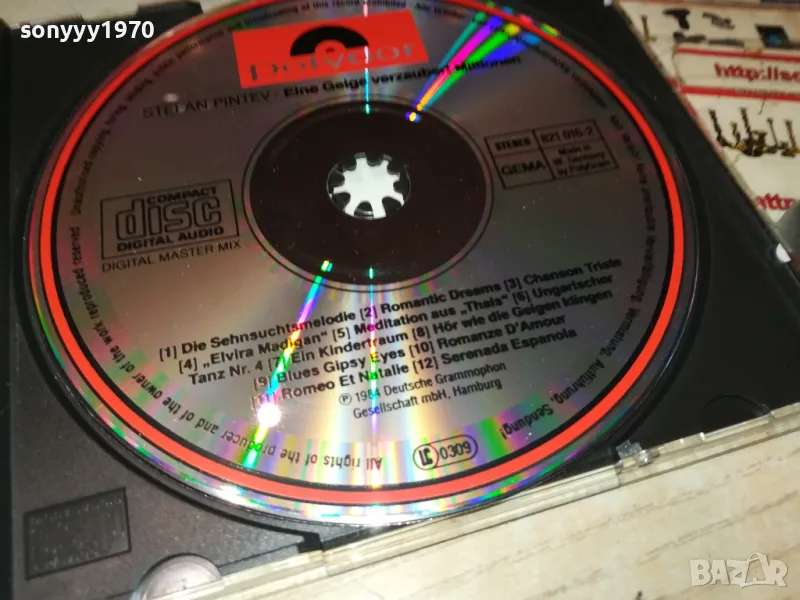 sonyyy1970
Polydor
STEFAN PINTEV · Eine Geige verzaubert Millionen
COMPACT
disc
DIGITAL AUDIO
DIGITAL MASTER MIX
STEREO
821 015-2
GEMA
Made in
W. Germany
by PolyGram
[1] Die Sehnsuchtsmelodie [2] Romantic Dreams [3] Chanson Triste
[4] „Elvira Madigan" [5] Meditation aus „Thais" [6] Ungarischer
Tanz Nr. 4 [7] Ein Kindertraum [8] Hör wie die Geigen klingen
[9] Blues Gipsy Eyes [10] Romanze D'Amour
[11] Romeo Et Natalie [12] Serenada Espanola
℗ 1984 Deutsche Grammophon
Gesellschaft mbH, Hamburg
0309
All rights of the producer and of the owner of the work reproduced reserved
Sendung!
http://s
BAZAR